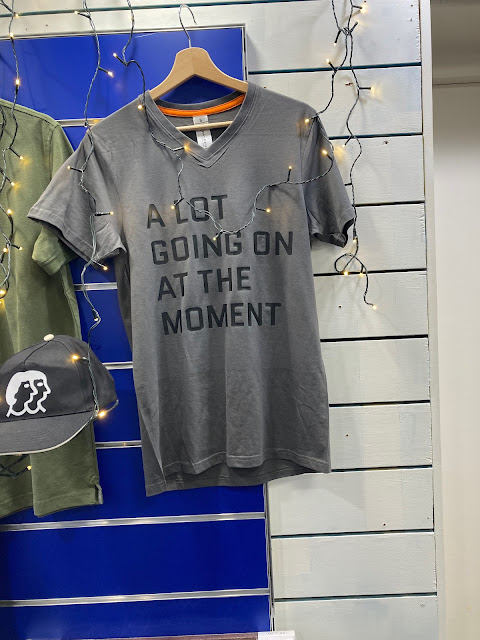 A LOT
GOING ON
AT THE
MOMENT